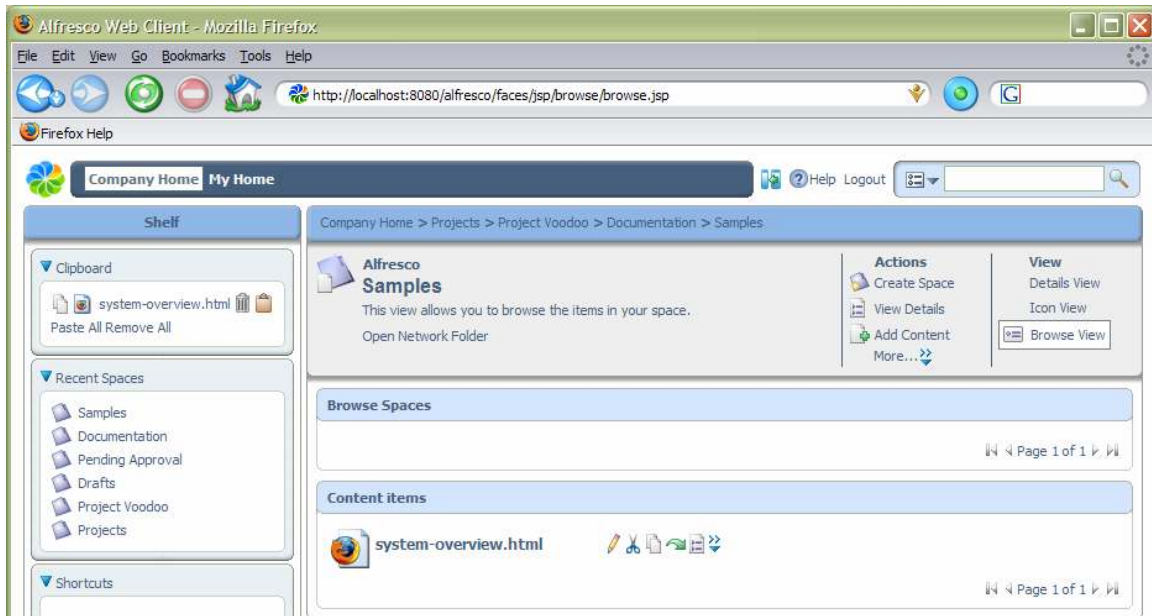 Alfresco Web Client - Mozilla Firefox
File Edit View Go Bookmarks Tools Help
http://localhost:8080/alfresco/faces/jsp/browse/browse.jsp
G
Firefox Help
Company Home My Home
Help Logout
Shelf
Company Home > Projects > Project Voodoo > Documentation > Samples
Clipboard
system-overview.html
Paste All Remove All
Recent Spaces
Samples
Documentation
Pending Approval
Drafts
Project Voodoo
Projects
Shortcuts
Alfresco
Samples
This view allows you to browse the items in your space.
Open Network Folder
Actions
Create Space
View Details
Add Content
More...
View
Details View
Icon View
Browse View
Browse Spaces
Page 1 of 1
Content items
system-overview.html
Page 1 of 1